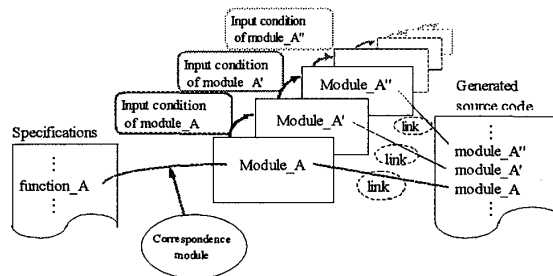 Input condition
of module_A"
Input condition
of module_A'
Input condition
of module_A
Module_A"
Module_A'
Module_A
Generated
source code
Specifications
function_A
link
link
link
module_A"
module_A'
module_A
Correspondence
module